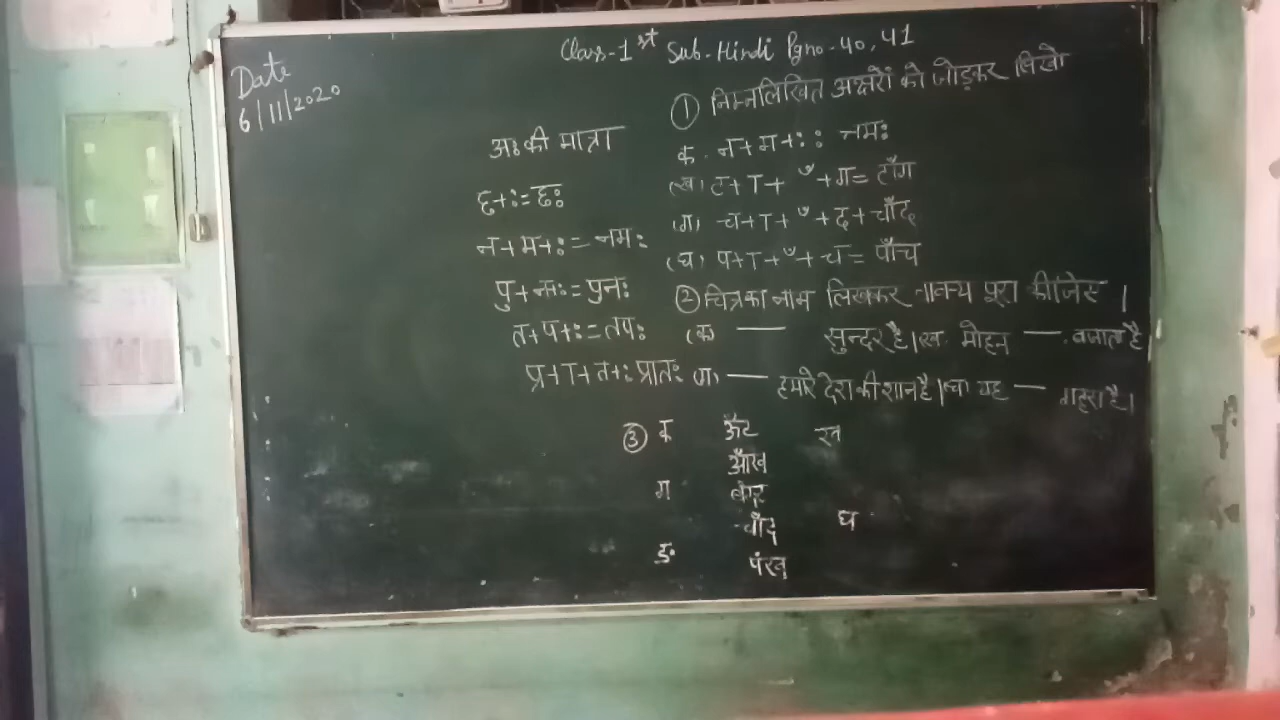 Class-1st Sub-Hindi Pg no-40,41
Date
6/11/2020
अः की मात्रा
छ+ः=छः
न+म+ः=नमः
पु+नः=पुनः
त+प+ः=तपः
प्र+ा+त+ः प्रातः
① निम्नलिखित अक्षरों को जोड़कर लिखो
क. न+म+ः: नमः
(ख) ट+ा+ँ+ग=टाँग
(ग) च+ा+ँ+द+चाँद
(घ) प+ा+ँ+च=पाँच
② चित्र का नाम लिखकर वाक्य पूरा कीजिए।
(क — सुन्दर है। ख. मोहन — बजाता है
(ग) — हमारे देश की शान है। (घ) यह — गहरा है।
③ क ऊँट ख
आँख
ग
चाँद घ
ङ. पंख